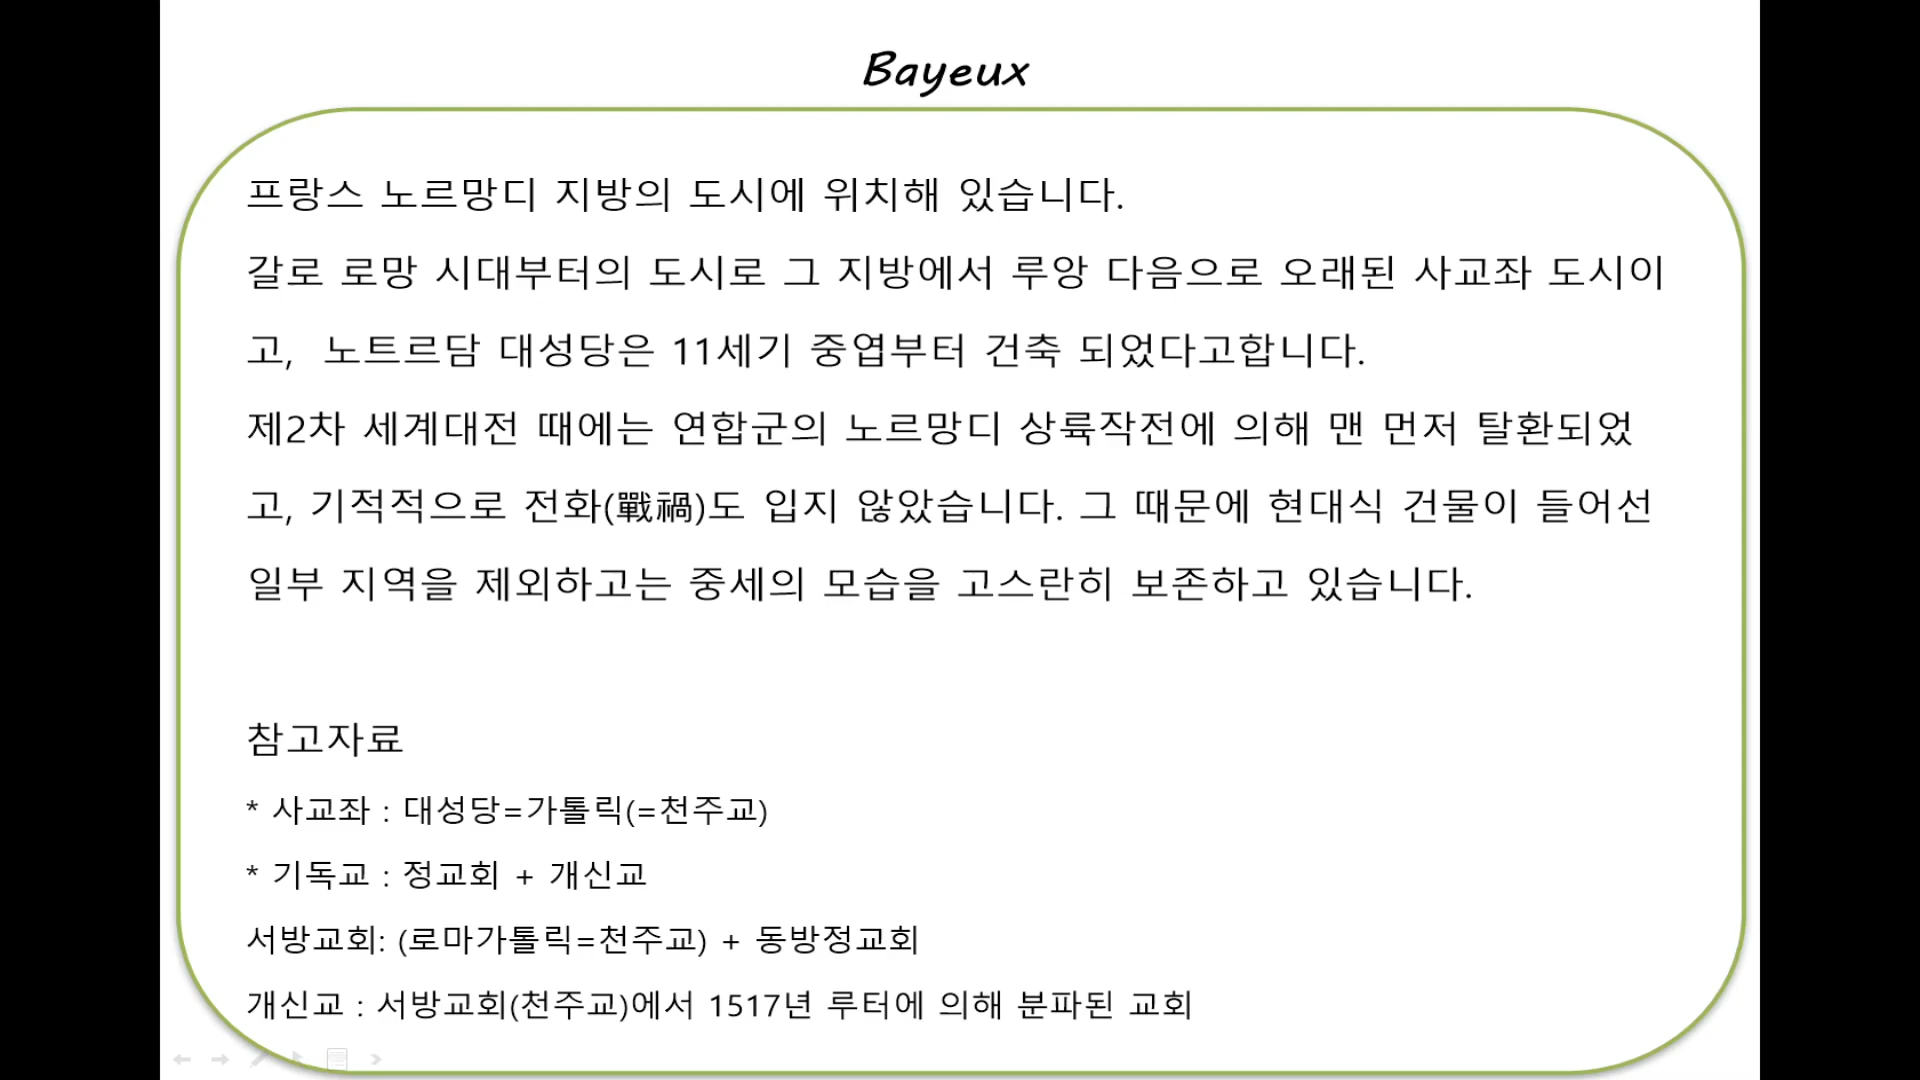 Bayeux
프랑스 노르망디 지방의 도시에 위치해 있습니다.
갈로 로망 시대부터의 도시로 그 지방에서 루앙 다음으로 오래된 사교좌 도시이
고,  노트르담 대성당은 11세기 중엽부터 건축 되었다고합니다.
제2차 세계대전 때에는 연합군의 노르망디 상륙작전에 의해 맨 먼저 탈환되었
고, 기적적으로 전화(戰禍)도 입지 않았습니다. 그 때문에 현대식 건물이 들어선
일부 지역을 제외하고는 중세의 모습을 고스란히 보존하고 있습니다.
참고자료
* 사교좌 : 대성당=가톨릭(=천주교)
* 기독교 : 정교회 + 개신교
서방교회: (로마가톨릭=천주교) + 동방정교회
개신교 : 서방교회(천주교)에서 1517년 루터에 의해 분파된 교회